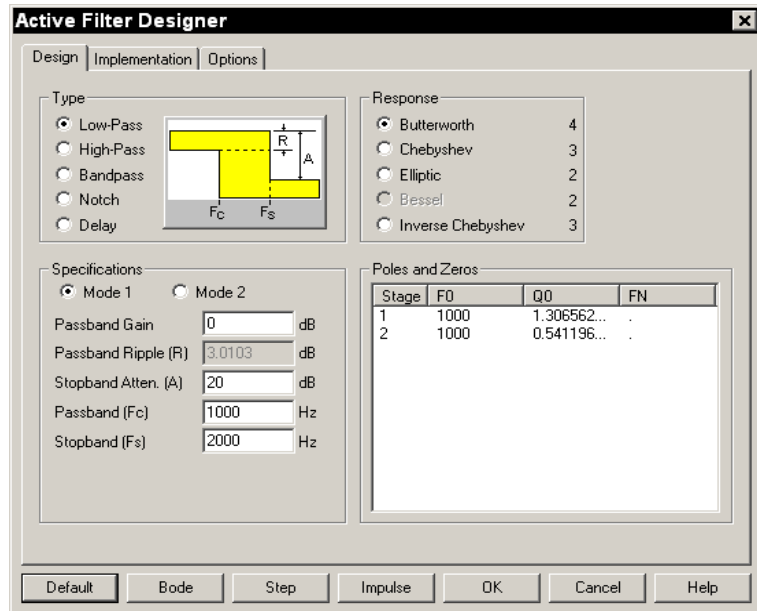 Active Filter Designer
Design Implementation Options
Type
Low-Pass
High-Pass
Bandpass
Notch
Delay
R
A
Fc Fs
Response
Butterworth 4
Chebyshev 3
Elliptic 2
Bessel 2
Inverse Chebyshev 3
Specifications
Mode 1 Mode 2
Passband Gain 0 dB
Passband Ripple (R) 3.0103 dB
Stopband Atten. (A) 20 dB
Passband (Fc) 1000 Hz
Stopband (Fs) 2000 Hz
Poles and Zeros
Stage F0 Q0 FN
1 1000 1.306562... .
2 1000 0.541196... .
Default Bode Step Impulse OK Cancel Help